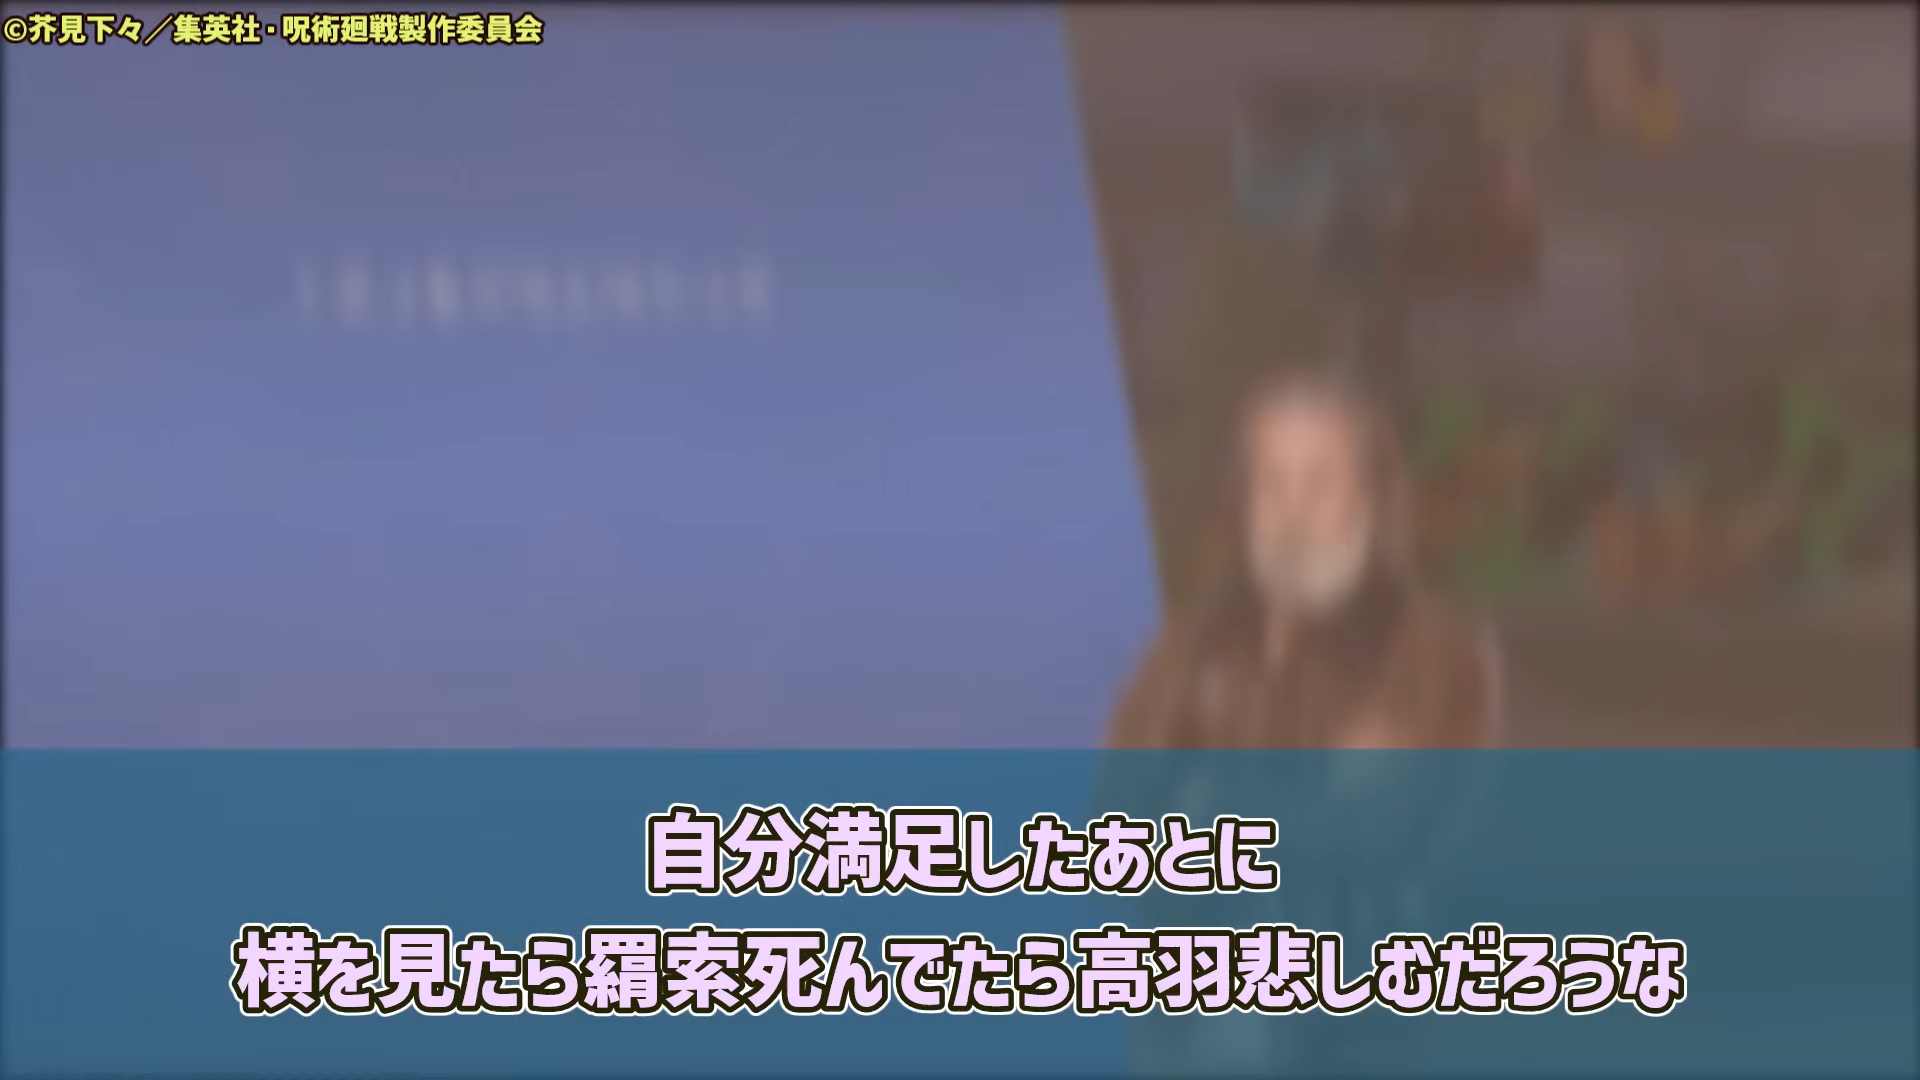 ©芥見下々／集英社・呪術廻戦製作委員会
自分満足したあとに
横を見たら羂索死んでたら高羽悲しむだろうな